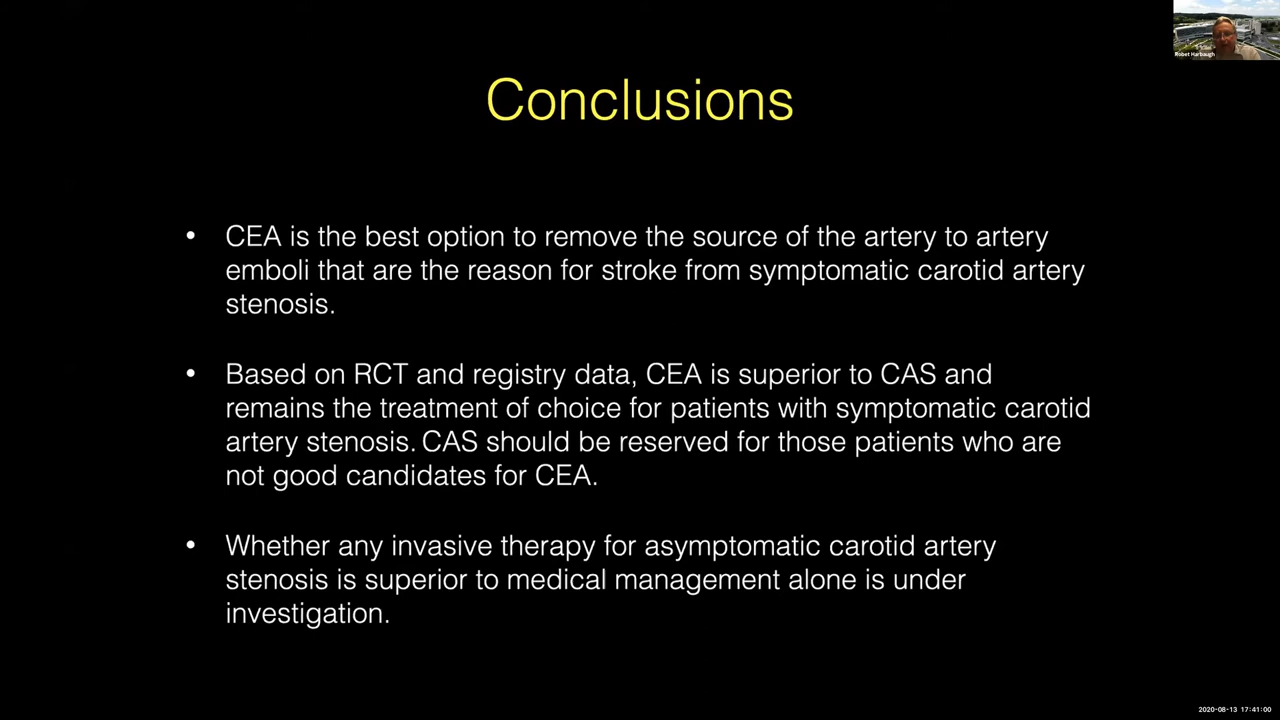 Robet Harbaugh
Conclusions
• CEA is the best option to remove the source of the artery to artery
emboli that are the reason for stroke from symptomatic carotid artery
stenosis.
• Based on RCT and registry data, CEA is superior to CAS and
remains the treatment of choice for patients with symptomatic carotid
artery stenosis. CAS should be reserved for those patients who are
not good candidates for CEA.
• Whether any invasive therapy for asymptomatic carotid artery
stenosis is superior to medical management alone is under
investigation.
2020-08-13 17:41:00